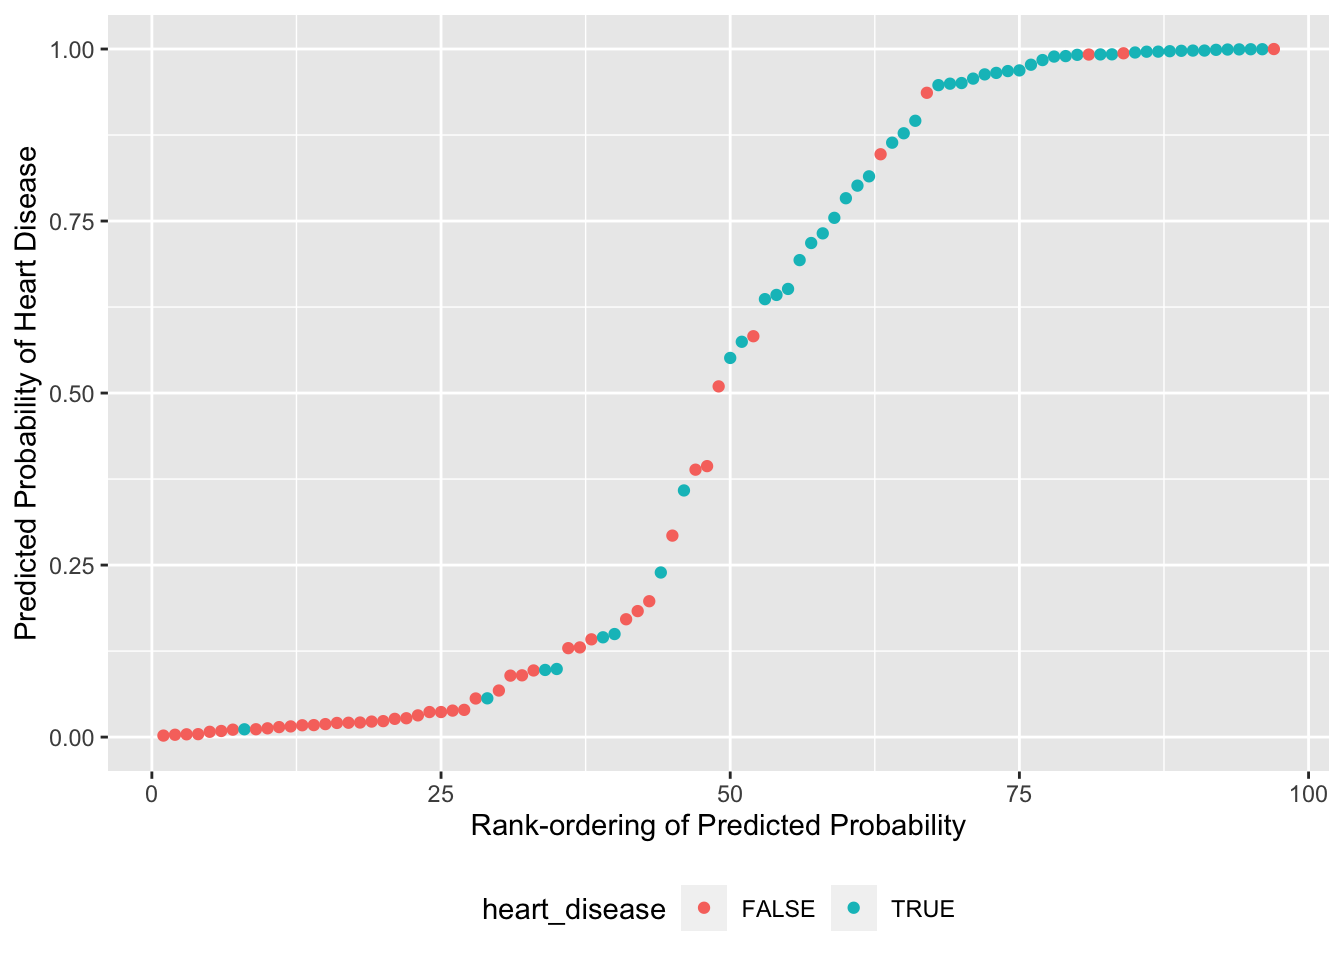 Predicted Probability of Heart Disease
1.00
0.75
0.50
0.25
0.00
0 25 50 75 100
Rank-ordering of Predicted Probability
heart_disease FALSE TRUE